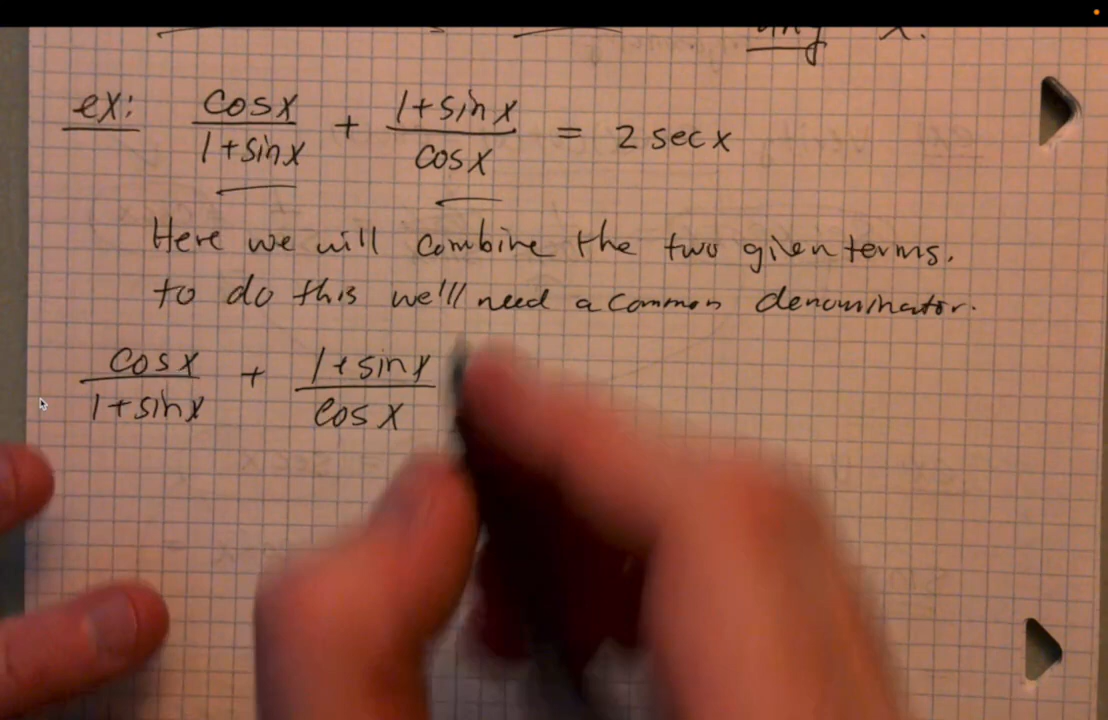 any x.
ex: cosx/1+sinx + 1+sinx/cosx = 2 secx
Here we will combine the two given terms.
to do this we'll need a common denominator.
cosx/1+sinx + 1+sinx/cosx